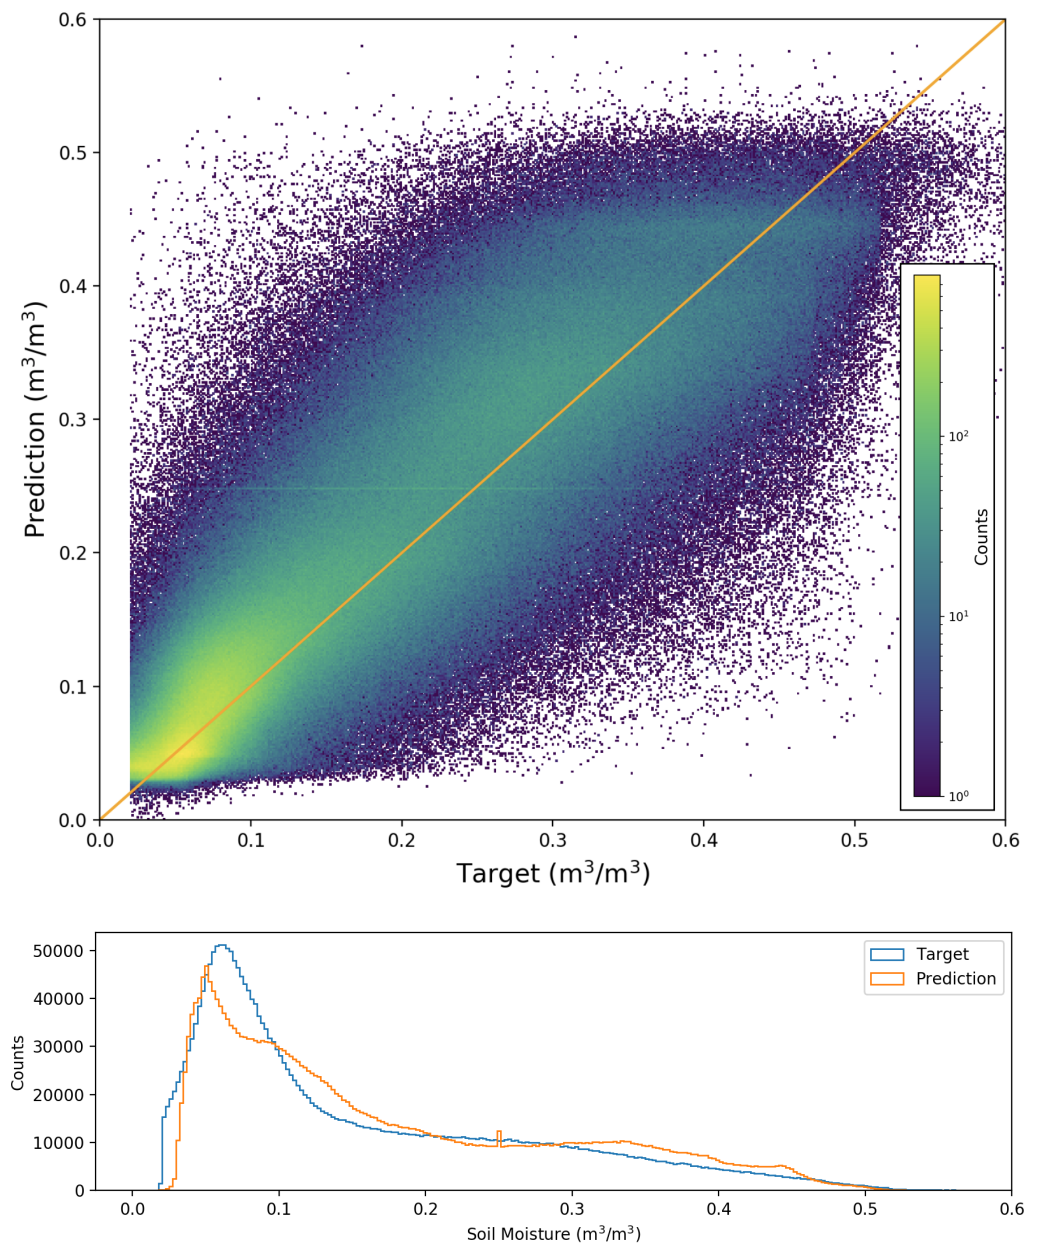 0.6
0.5
0.4
0.3
0.2
0.1
0.0
Prediction (m³/m³)
10²
10¹
10⁰
Counts
0.0 0.1 0.2 0.3 0.4 0.5 0.6
Target (m³/m³)
50000
40000
30000
20000
10000
0
Counts
Target
Prediction
0.0 0.1 0.2 0.3 0.4 0.5 0.6
Soil Moisture (m³/m³)